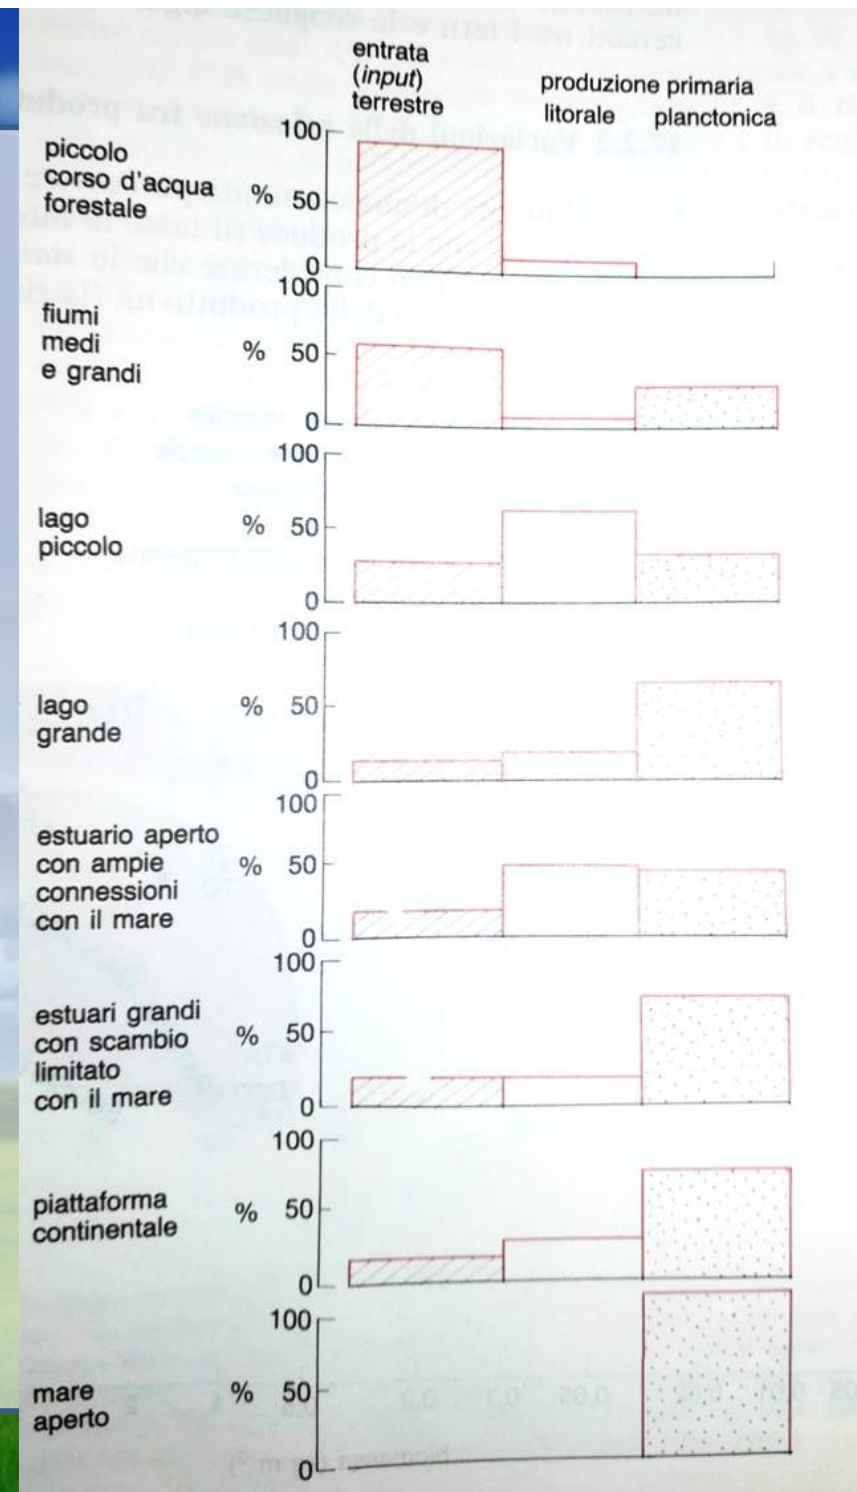 entrata
(input)
terrestre
produzione primaria
litorale planctonica
piccolo
corso d'acqua
forestale
%
100
50
0
fiumi
medi
e grandi
%
100
50
0
lago
piccolo
%
100
50
0
lago
grande
%
100
50
0
estuario aperto
con ampie
connessioni
con il mare
%
100
50
0
estuari grandi
con scambio
limitato
con il mare
%
100
50
0
piattaforma
continentale
%
100
50
0
mare
aperto
%
100
50
0